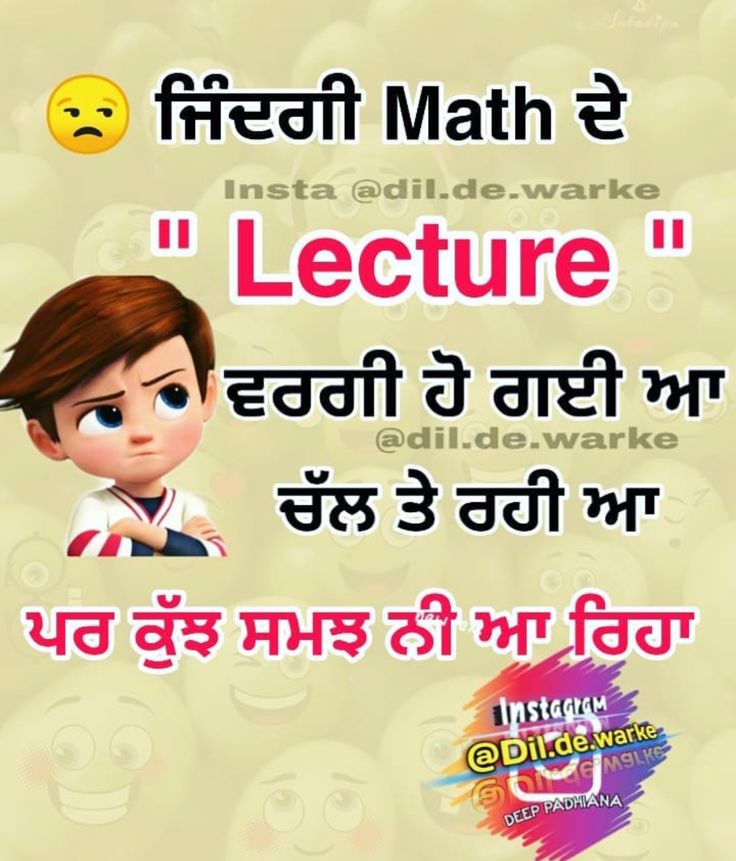 ਜਿੰਦਗੀ Math ਦੇ
Insta @dil.de.warke
" Lecture "
ਵਰਗੀ ਹੋ ਗਈ ਆ
@dil.de.warke
ਚੱਲ ਤੇ ਰਹੀ ਆ
ਪਰ ਕੁੱਝ ਸਮਝ ਨੀ ਆ ਰਿਹਾ
Instagram
@Dil.de.warke
DEEP PADHIANA